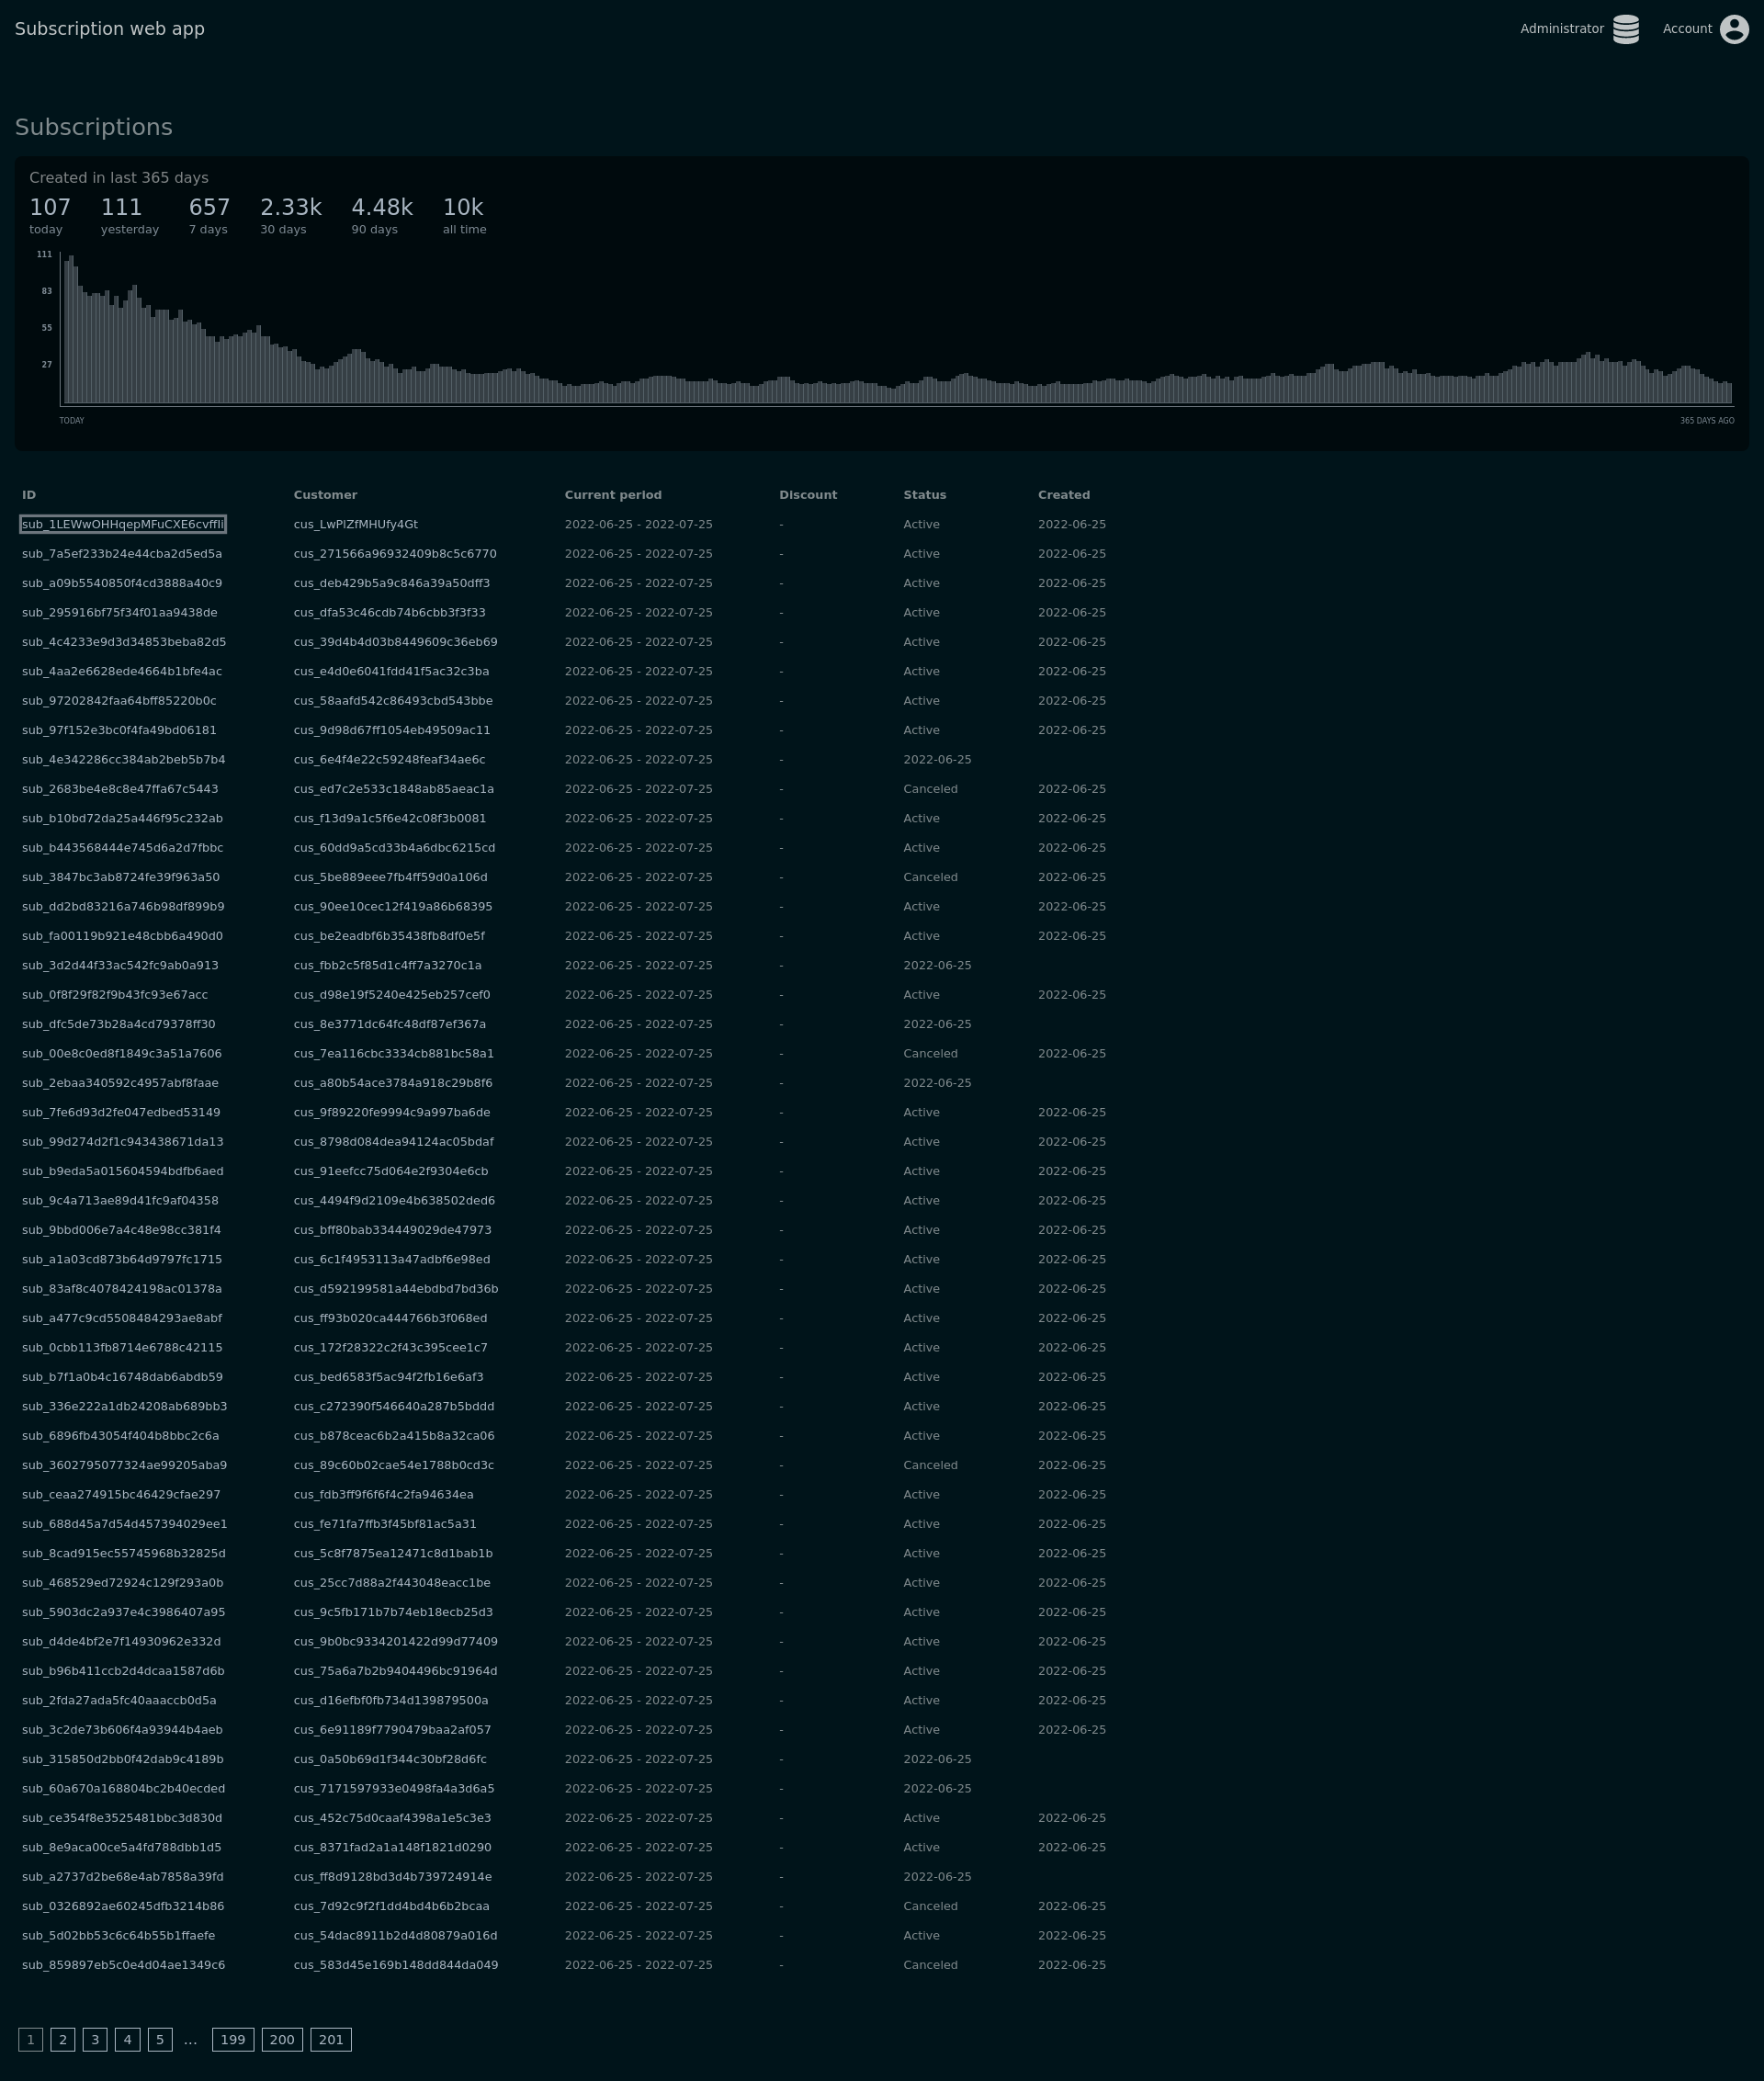 Subscription web app Administrator Account
Subscriptions
Created in last 365 days
107 111 657 2.33k 4.48k 10k
today yesterday 7 days 30 days 90 days all time
111
83
55
27
TODAY 365 DAYS AGO
ID Customer Current period Discount Status Created
sub_1LEWwOHHqepMFuCXE6cvffIi cus_LwPIZfMHUfy4Gt 2022-06-25 - 2022-07-25 - Active 2022-06-25
sub_7a5ef233b24e44cba2d5ed5a cus_271566a96932409b8c5c6770 2022-06-25 - 2022-07-25 - Active 2022-06-25
sub_a09b5540850f4cd3888a40c9 cus_deb429b5a9c846a39a50dff3 2022-06-25 - 2022-07-25 - Active 2022-06-25
sub_295916bf75f34f01aa9438de cus_dfa53c46cdb74b6cbb3f3f33 2022-06-25 - 2022-07-25 - Active 2022-06-25
sub_4c4233e9d3d34853beba82d5 cus_39d4b4d03b8449609c36eb69 2022-06-25 - 2022-07-25 - Active 2022-06-25
sub_4aa2e6628ede4664b1bfe4ac cus_e4d0e6041fdd41f5ac32c3ba 2022-06-25 - 2022-07-25 - Active 2022-06-25
sub_97202842faa64bff85220b0c cus_58aafd542c86493cbd543bbe 2022-06-25 - 2022-07-25 - Active 2022-06-25
sub_97f152e3bc0f4fa49bd06181 cus_9d98d67ff1054eb49509ac11 2022-06-25 - 2022-07-25 - Active 2022-06-25
sub_4e342286cc384ab2beb5b7b4 cus_6e4f4e22c59248feaf34ae6c 2022-06-25 - 2022-07-25 - 2022-06-25
sub_2683be4e8c8e47ffa67c5443 cus_ed7c2e533c1848ab85aeac1a 2022-06-25 - 2022-07-25 - Canceled 2022-06-25
sub_b10bd72da25a446f95c232ab cus_f13d9a1c5f6e42c08f3b0081 2022-06-25 - 2022-07-25 - Active 2022-06-25
sub_b443568444e745d6a2d7fbbc cus_60dd9a5cd33b4a6dbc6215cd 2022-06-25 - 2022-07-25 - Active 2022-06-25
sub_3847bc3ab8724fe39f963a50 cus_5be889eee7fb4ff59d0a106d 2022-06-25 - 2022-07-25 - Canceled 2022-06-25
sub_dd2bd83216a746b98df899b9 cus_90ee10cec12f419a86b68395 2022-06-25 - 2022-07-25 - Active 2022-06-25
sub_fa00119b921e48cbb6a490d0 cus_be2eadbf6b35438fb8df0e5f 2022-06-25 - 2022-07-25 - Active 2022-06-25
sub_3d2d44f33ac542fc9ab0a913 cus_fbb2c5f85d1c4ff7a3270c1a 2022-06-25 - 2022-07-25 - 2022-06-25
sub_0f8f29f82f9b43fc93e67acc cus_d98e19f5240e425eb257cef0 2022-06-25 - 2022-07-25 - Active 2022-06-25
sub_dfc5de73b28a4cd79378ff30 cus_8e3771dc64fc48df87ef367a 2022-06-25 - 2022-07-25 - 2022-06-25
sub_00e8c0ed8f1849c3a51a7606 cus_7ea116cbc3334cb881bc58a1 2022-06-25 - 2022-07-25 - Canceled 2022-06-25
sub_2ebaa340592c4957abf8faae cus_a80b54ace3784a918c29b8f6 2022-06-25 - 2022-07-25 - 2022-06-25
sub_7fe6d93d2fe047edbed53149 cus_9f89220fe9994c9a997ba6de 2022-06-25 - 2022-07-25 - Active 2022-06-25
sub_99d274d2f1c943438671da13 cus_8798d084dea94124ac05bdaf 2022-06-25 - 2022-07-25 - Active 2022-06-25
sub_b9eda5a015604594bdfb6aed cus_91eefcc75d064e2f9304e6cb 2022-06-25 - 2022-07-25 - Active 2022-06-25
sub_9c4a713ae89d41fc9af04358 cus_4494f9d2109e4b638502ded6 2022-06-25 - 2022-07-25 - Active 2022-06-25
sub_9bbd006e7a4c48e98cc381f4 cus_bff80bab334449029de47973 2022-06-25 - 2022-07-25 - Active 2022-06-25
sub_a1a03cd873b64d9797fc1715 cus_6c1f4953113a47adbf6e98ed 2022-06-25 - 2022-07-25 - Active 2022-06-25
sub_83af8c4078424198ac01378a cus_d592199581a44ebdbd7bd36b 2022-06-25 - 2022-07-25 - Active 2022-06-25
sub_a477c9cd5508484293ae8abf cus_ff93b020ca444766b3f068ed 2022-06-25 - 2022-07-25 - Active 2022-06-25
sub_0cbb113fb8714e6788c42115 cus_172f28322c2f43c395cee1c7 2022-06-25 - 2022-07-25 - Active 2022-06-25
sub_b7f1a0b4c16748dab6abdb59 cus_bed6583f5ac94f2fb16e6af3 2022-06-25 - 2022-07-25 - Active 2022-06-25
sub_336e222a1db24208ab689bb3 cus_c272390f546640a287b5bddd 2022-06-25 - 2022-07-25 - Active 2022-06-25
sub_6896fb43054f404b8bbc2c6a cus_b878ceac6b2a415b8a32ca06 2022-06-25 - 2022-07-25 - Active 2022-06-25
sub_3602795077324ae99205aba9 cus_89c60b02cae54e1788b0cd3c 2022-06-25 - 2022-07-25 - Canceled 2022-06-25
sub_ceaa274915bc46429cfae297 cus_fdb3ff9f6f6f4c2fa94634ea 2022-06-25 - 2022-07-25 - Active 2022-06-25
sub_688d45a7d54d457394029ee1 cus_fe71fa7ffb3f45bf81ac5a31 2022-06-25 - 2022-07-25 - Active 2022-06-25
sub_8cad915ec55745968b32825d cus_5c8f7875ea12471c8d1bab1b 2022-06-25 - 2022-07-25 - Active 2022-06-25
sub_468529ed72924c129f293a0b cus_25cc7d88a2f443048eacc1be 2022-06-25 - 2022-07-25 - Active 2022-06-25
sub_5903dc2a937e4c3986407a95 cus_9c5fb171b7b74eb18ecb25d3 2022-06-25 - 2022-07-25 - Active 2022-06-25
sub_d4de4bf2e7f14930962e332d cus_9b0bc9334201422d99d77409 2022-06-25 - 2022-07-25 - Active 2022-06-25
sub_b96b411ccb2d4dcaa1587d6b cus_75a6a7b2b9404496bc91964d 2022-06-25 - 2022-07-25 - Active 2022-06-25
sub_2fda27ada5fc40aaaccb0d5a cus_d16efbf0fb734d139879500a 2022-06-25 - 2022-07-25 - Active 2022-06-25
sub_3c2de73b606f4a93944b4aeb cus_6e91189f7790479baa2af057 2022-06-25 - 2022-07-25 - Active 2022-06-25
sub_315850d2bb0f42dab9c4189b cus_0a50b69d1f344c30bf28d6fc 2022-06-25 - 2022-07-25 - 2022-06-25
sub_60a670a168804bc2b40ecded cus_7171597933e0498fa4a3d6a5 2022-06-25 - 2022-07-25 - 2022-06-25
sub_ce354f8e3525481bbc3d830d cus_452c75d0caaf4398a1e5c3e3 2022-06-25 - 2022-07-25 - Active 2022-06-25
sub_8e9aca00ce5a4fd788dbb1d5 cus_8371fad2a1a148f1821d0290 2022-06-25 - 2022-07-25 - Active 2022-06-25
sub_a2737d2be68e4ab7858a39fd cus_ff8d9128bd3d4b739724914e 2022-06-25 - 2022-07-25 - 2022-06-25
sub_0326892ae60245dfb3214b86 cus_7d92c9f2f1dd4bd4b6b2bcaa 2022-06-25 - 2022-07-25 - Canceled 2022-06-25
sub_5d02bb53c6c64b55b1ffaefe cus_54dac8911b2d4d80879a016d 2022-06-25 - 2022-07-25 - Active 2022-06-25
sub_859897eb5c0e4d04ae1349c6 cus_583d45e169b148dd844da049 2022-06-25 - 2022-07-25 - Canceled 2022-06-25
1 2 3 4 5 ... 199 200 201